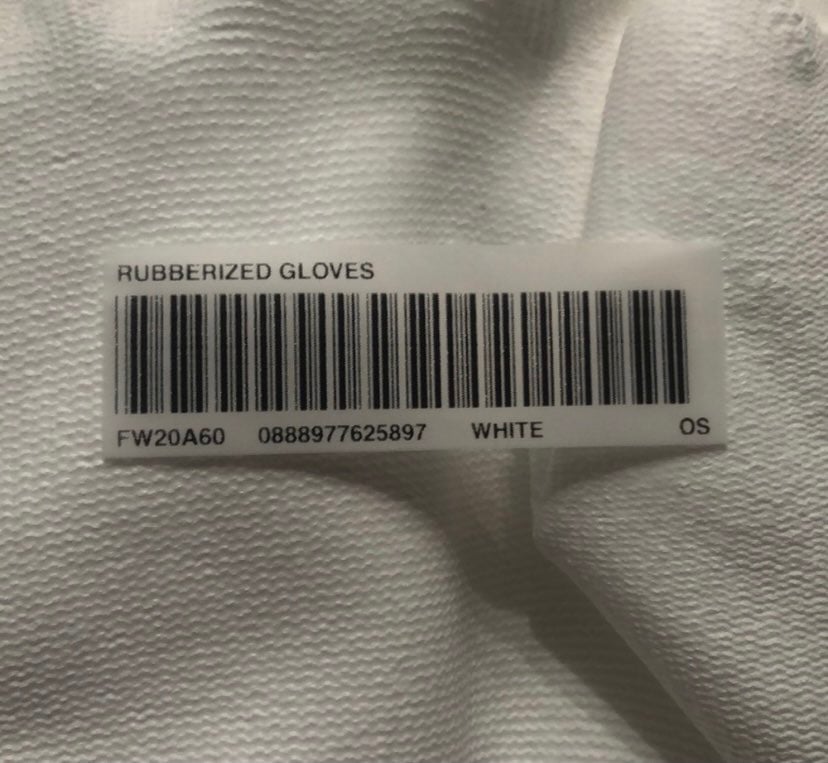 RUBBERIZED GLOVES
FW20A60 0888977625897 WHITE OS